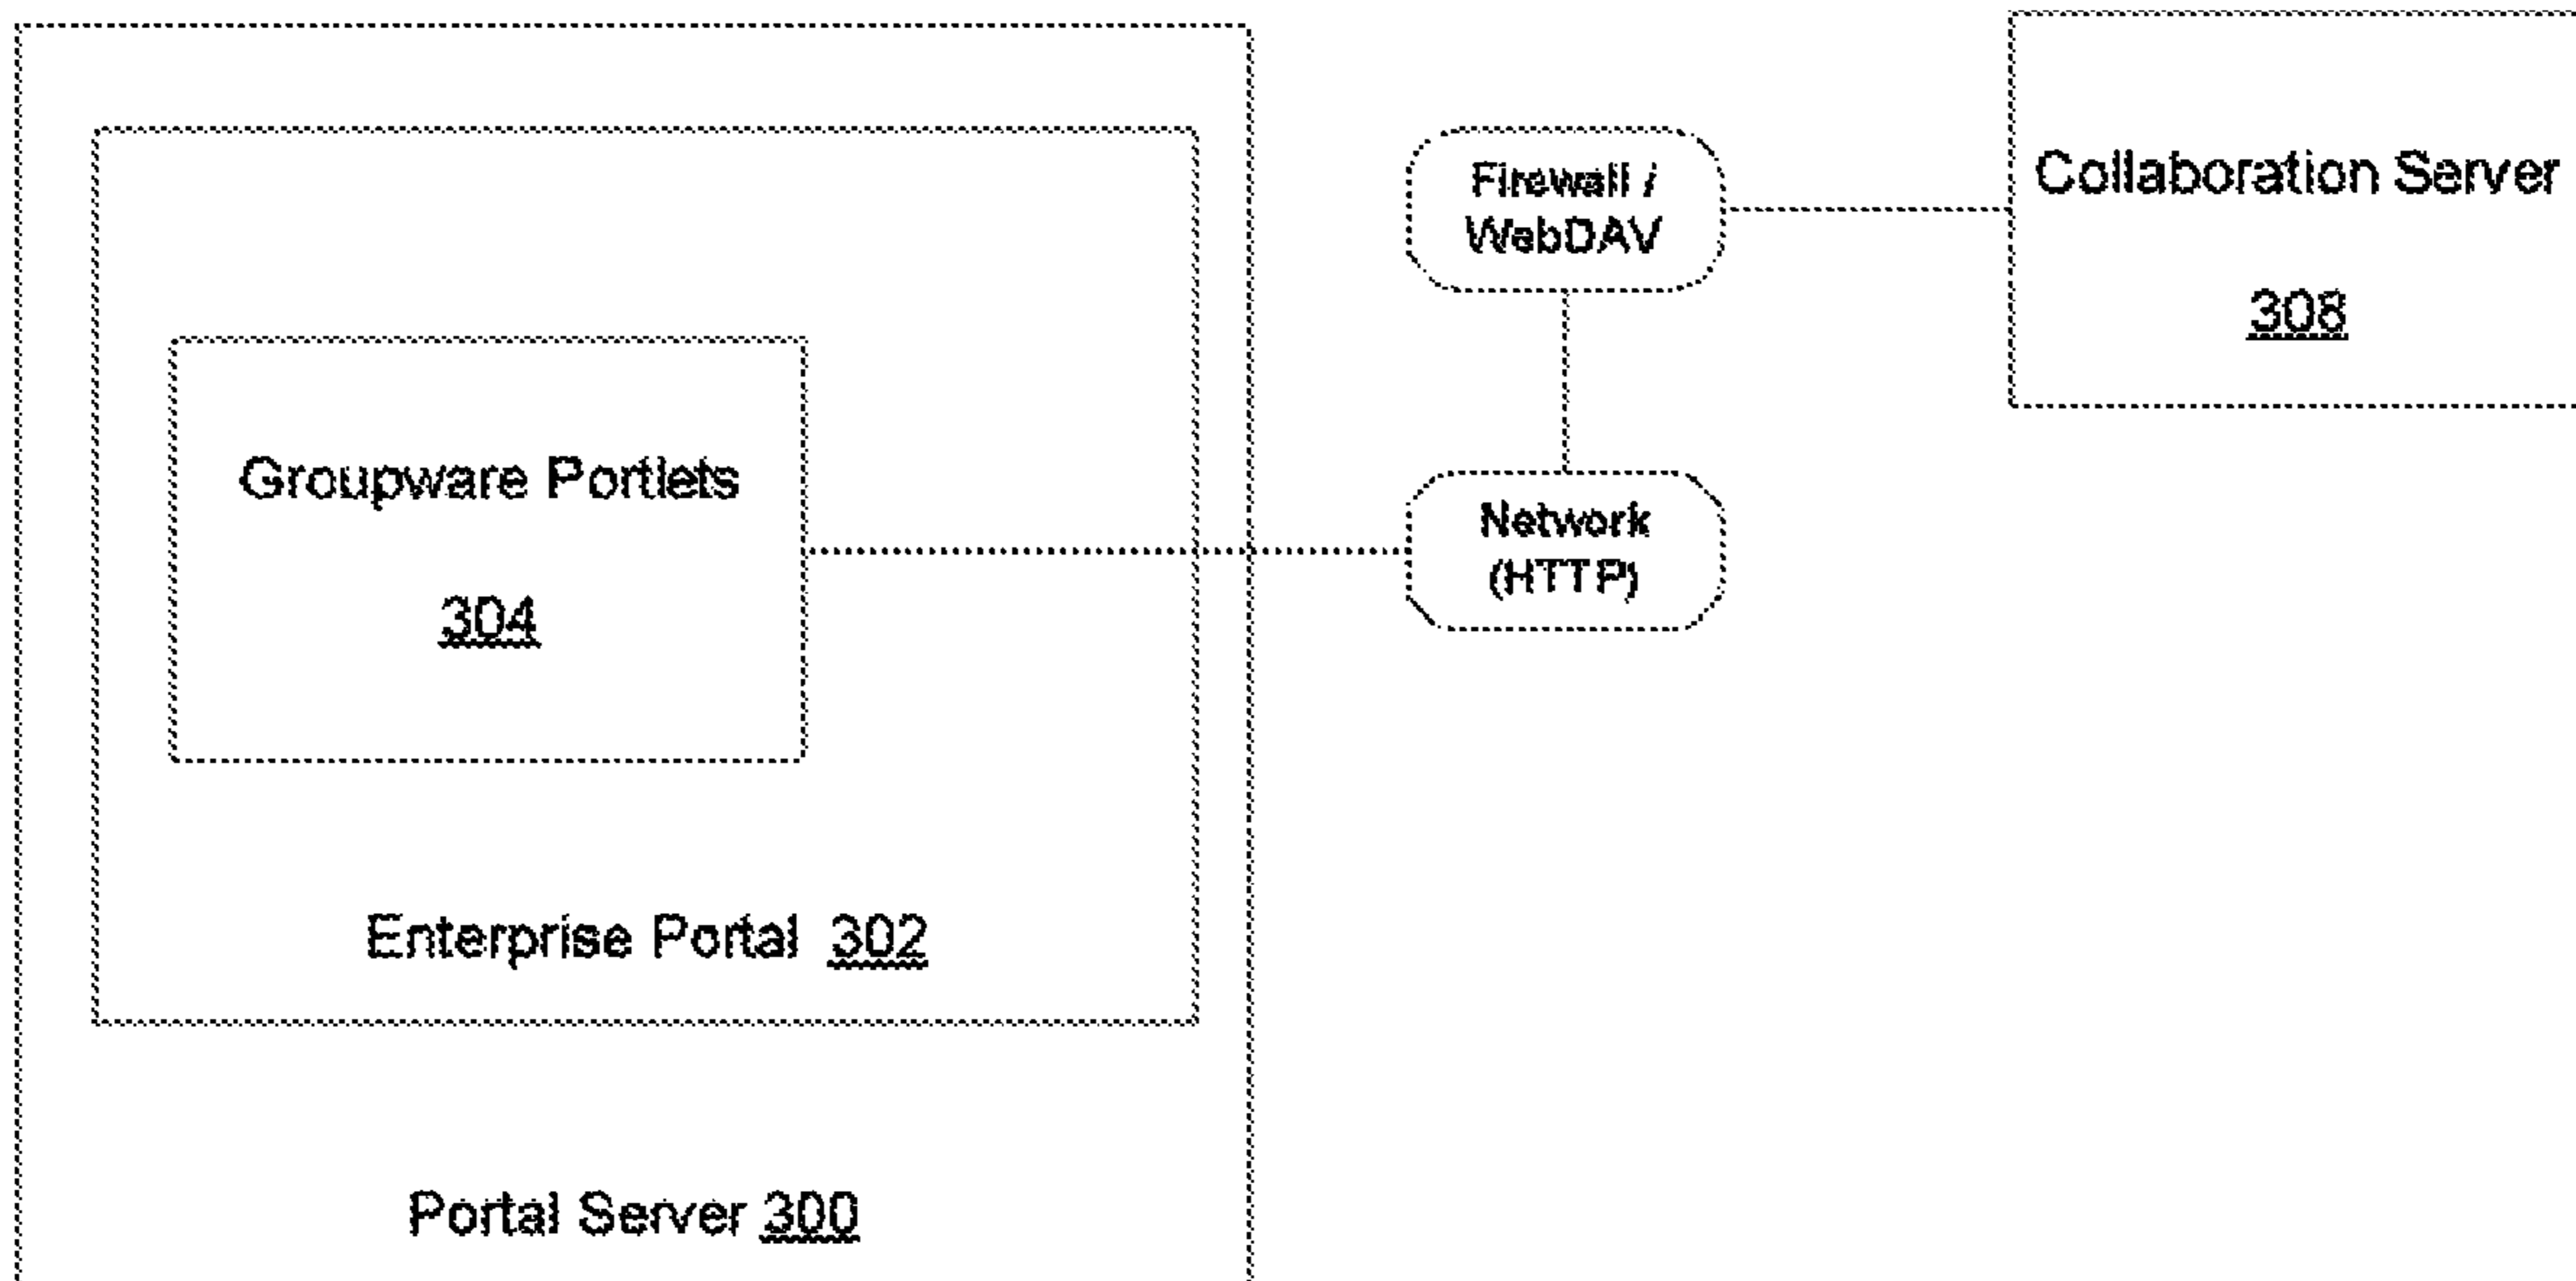 Firewall /
WebDAV
Collaboration Server
308
Groupware Portlets
304
Network
(HTTP)
Enterprise Portal 302
Portal Server 300